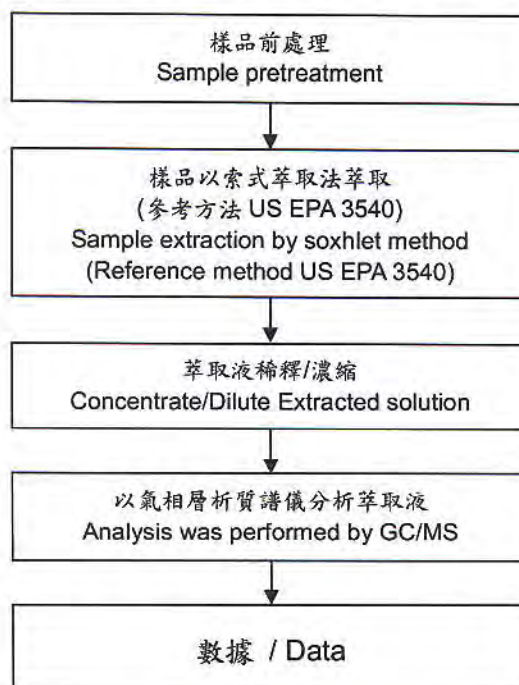 樣品前處理
Sample pretreatment
樣品以索式萃取法萃取
(參考方法 US EPA 3540)
Sample extraction by soxhlet method
(Reference method US EPA 3540)
萃取液稀釋/濃縮
Concentrate/Dilute Extracted solution
以氣相層析質譜儀分析萃取液
Analysis was performed by GC/MS
數據 / Data